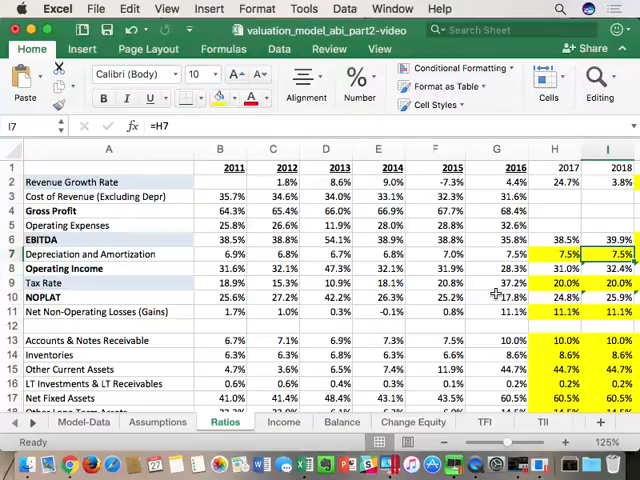 Excel File Edit View Insert Format Tools Data Window Help
valuation_model_abi_part2-video
Search Sheet
Home Insert Page Layout Formulas Data Review View Share
Paste
Calibri (Body) 10 A A
B I U A
Alignment
%
Number
Conditional Formatting
Format as Table
Cell Styles
Cells
Editing
I7 fx =H7
A B C D E F G H I
1 2011 2012 2013 2014 2015 2016 2017 2018
2 Revenue Growth Rate 1.8% 8.6% 9.0% -7.3% 4.4% 24.7% 3.8%
3 Cost of Revenue (Excluding Depr) 35.7% 34.6% 34.0% 33.1% 32.3% 31.6%
4 Gross Profit 64.3% 65.4% 66.0% 66.9% 67.7% 68.4%
5 Operating Expenses 25.8% 26.6% 11.9% 28.0% 28.8% 32.6%
6 EBITDA 38.5% 38.8% 54.1% 38.9% 38.9% 35.8% 38.5% 39.9%
7 Depreciation and Amortization 6.9% 6.8% 6.7% 6.8% 7.0% 7.5% 7.5% 7.5%
8 Operating Income 31.6% 32.1% 47.3% 32.1% 31.9% 28.3% 31.0% 32.4%
9 Tax Rate 18.9% 15.3% 10.9% 18.1% 20.8% 37.2% 20.0% 20.0%
10 NOPLAT 25.6% 27.2% 42.2% 26.3% 25.2% 17.8% 24.8% 25.9%
11 Net Non-Operating Losses (Gains) 1.7% 1.0% 0.3% -0.1% 0.8% 11.1% 11.1% 11.1%
12
13 Accounts & Notes Receivable 6.7% 7.1% 6.9% 7.3% 7.5% 10.0% 10.0% 10.0%
14 Inventories 6.3% 6.3% 6.8% 6.3% 6.6% 8.6% 8.6% 8.6%
15 Other Current Assets 4.7% 4.5% 6.5% 7.4% 11.9% 44.7% 44.7% 44.7%
16 LT Investments & LT Receivables 0.6% 0.6% 0.4% 0.3% 0.5% 0.2% 0.2% 0.2%
17 Net Fixed Assets 41.0% 41.4% 48.4% 43.1% 43.5% 60.5% 60.5% 60.5%
Model-Data Assumptions Ratios Income Balance Change Equity TFI TII +
Ready 125%